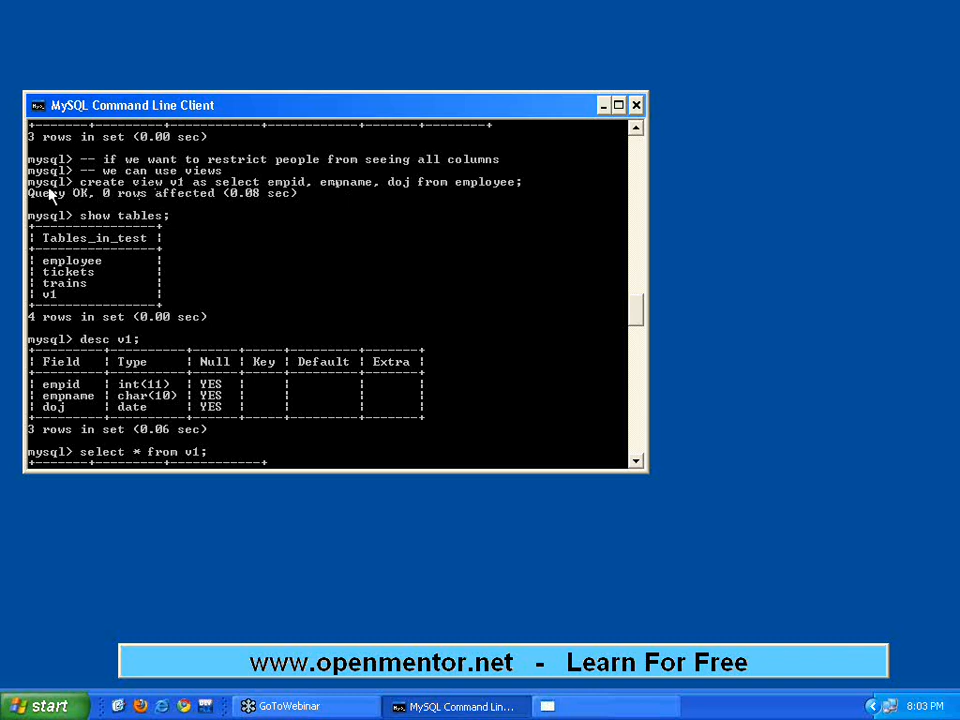 MySQL Command Line Client
+-------+---------+------------+------------+-------+--------+
3 rows in set (0.00 sec)
mysql> -- if we want to restrict people from seeing all columns
mysql> -- we can use views
mysql> create view v1 as select empid, empname, doj from employee;
Query OK, 0 rows affected (0.08 sec)
mysql> show tables;
+----------------+
| Tables_in_test |
+----------------+
| employee       |
| tickets        |
| trains         |
| v1             |
+----------------+
4 rows in set (0.00 sec)
mysql> desc v1;
+---------+----------+------+-----+---------+-------+
| Field   | Type     | Null | Key | Default | Extra |
+---------+----------+------+-----+---------+-------+
| empid   | int(11)  | YES  |     |         |       |
| empname | char(10) | YES  |     |         |       |
| doj     | date     | YES  |     |         |       |
+---------+----------+------+-----+---------+-------+
3 rows in set (0.06 sec)
mysql> select * from v1;
+-------+---------+------------+
www.openmentor.net - Learn For Free
start GoToWebinar MySQL Command Lin... 8:03 PM